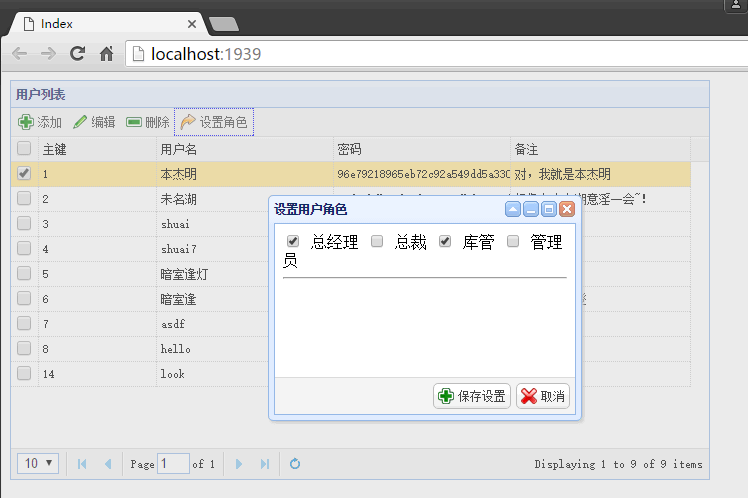 Index
localhost:1939
用户列表
添加 编辑 删除 设置角色
主键 用户名 密码 备注
1 本杰明 96e79218965eb72c92a549dd5a330 对，我就是本杰明
2 未名湖 意淫一会~!
3 shuai
4 shuai7
5 暗室逢灯
6 暗室逢
7 asdf
8 hello
14 look
设置用户角色
总经理 总裁 库管 管理
员
保存设置 取消
10 Page 1 of 1 Displaying 1 to 9 of 9 items